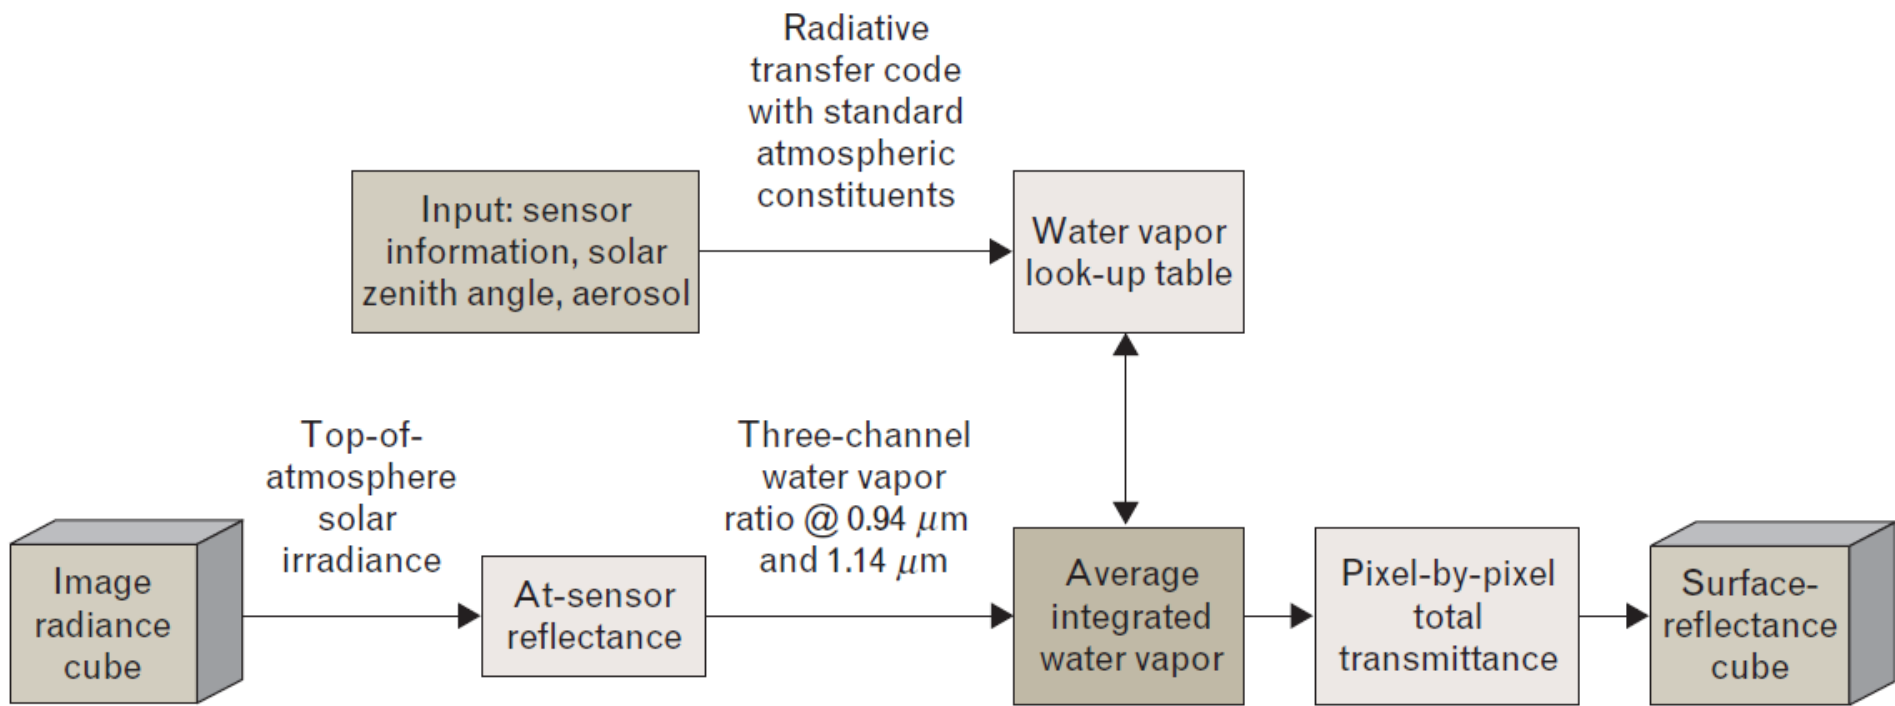 Radiative
transfer code
with standard
atmospheric
constituents
Input: sensor
information, solar
zenith angle, aerosol
Water vapor
look-up table
Top-of-
atmosphere
solar
irradiance
Three-channel
water vapor
ratio @ 0.94 μm
and 1.14 μm
Image
radiance
cube
At-sensor
reflectance
Average
integrated
water vapor
Pixel-by-pixel
total
transmittance
Surface-
reflectance
cube